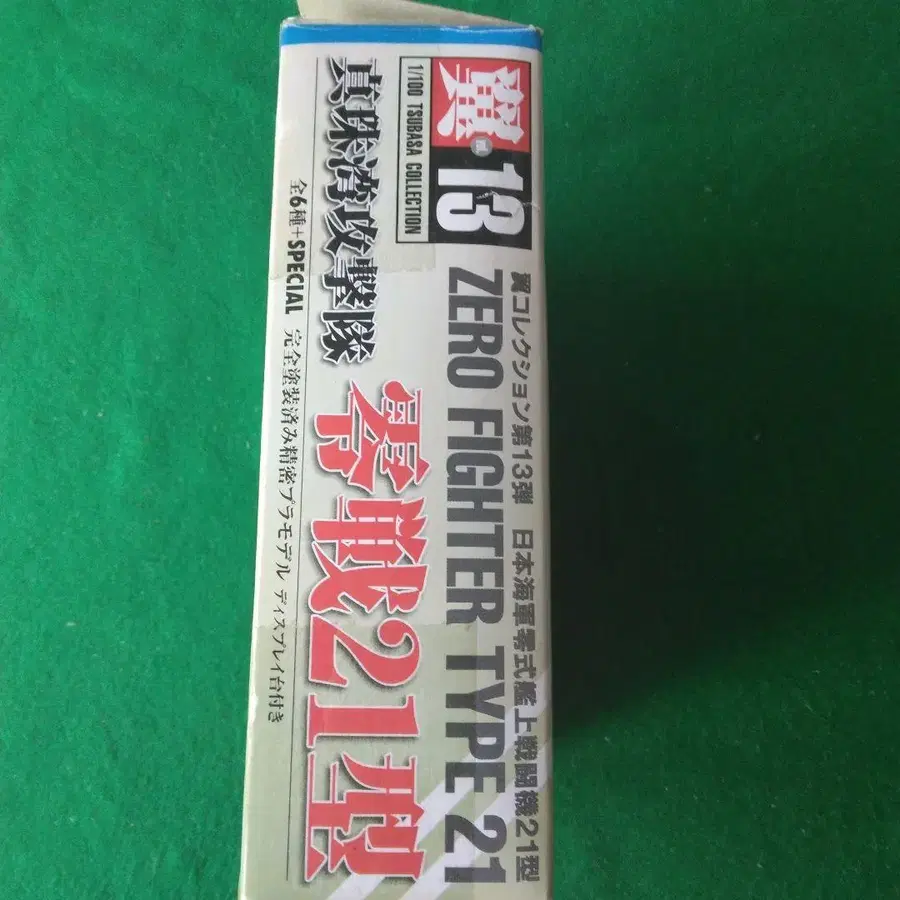 翼コレクション第13弾 日本海軍零式艦上戦闘機21型
翼 VOL. 13
ZERO FIGHTER TYPE 21
1/100 TSUBASA COLLECTION
真珠湾攻撃隊
零戦21型
全6種+SPECIAL 完全塗装済み精密プラモデル ディスプレイ台付き